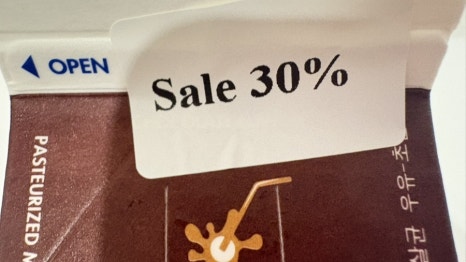 OPEN
Sale 30%
PASTEURIZED
살균 우유